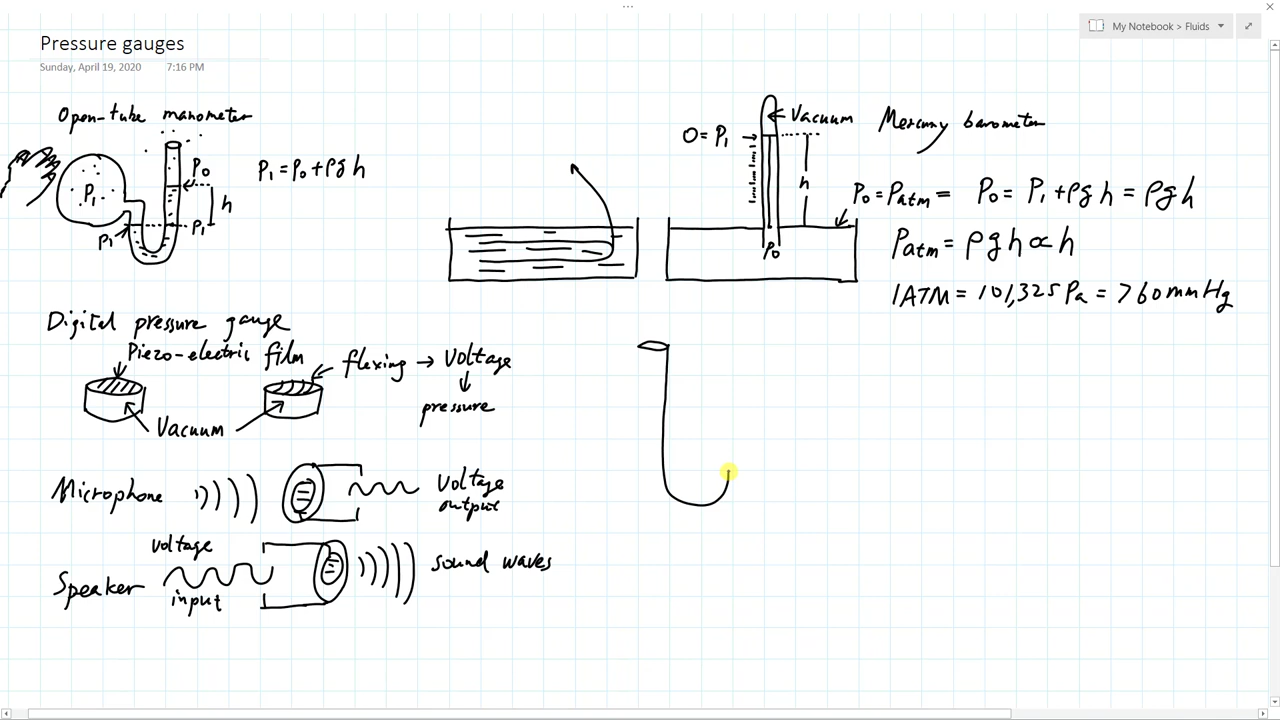 My Notebook > Fluids
Pressure gauges
Sunday, April 19, 2020 7:16 PM
Open-tube manometer
P₀
P₁
P₁ = P₀ + ρgh
h
P₁
P₁
Vacuum
Mercury barometer
0 = P₁
h
P₀ = Patm = P₀ = P₁ + ρgh = ρgh
P₀
Patm = ρgh ∝ h
1ATM = 101,325 Pa = 760mmHg
Digital pressure gauge
Piezo-electric film
flexing → Voltage
pressure
Vacuum
Microphone
Voltage
output
Voltage
Speaker
input
sound waves